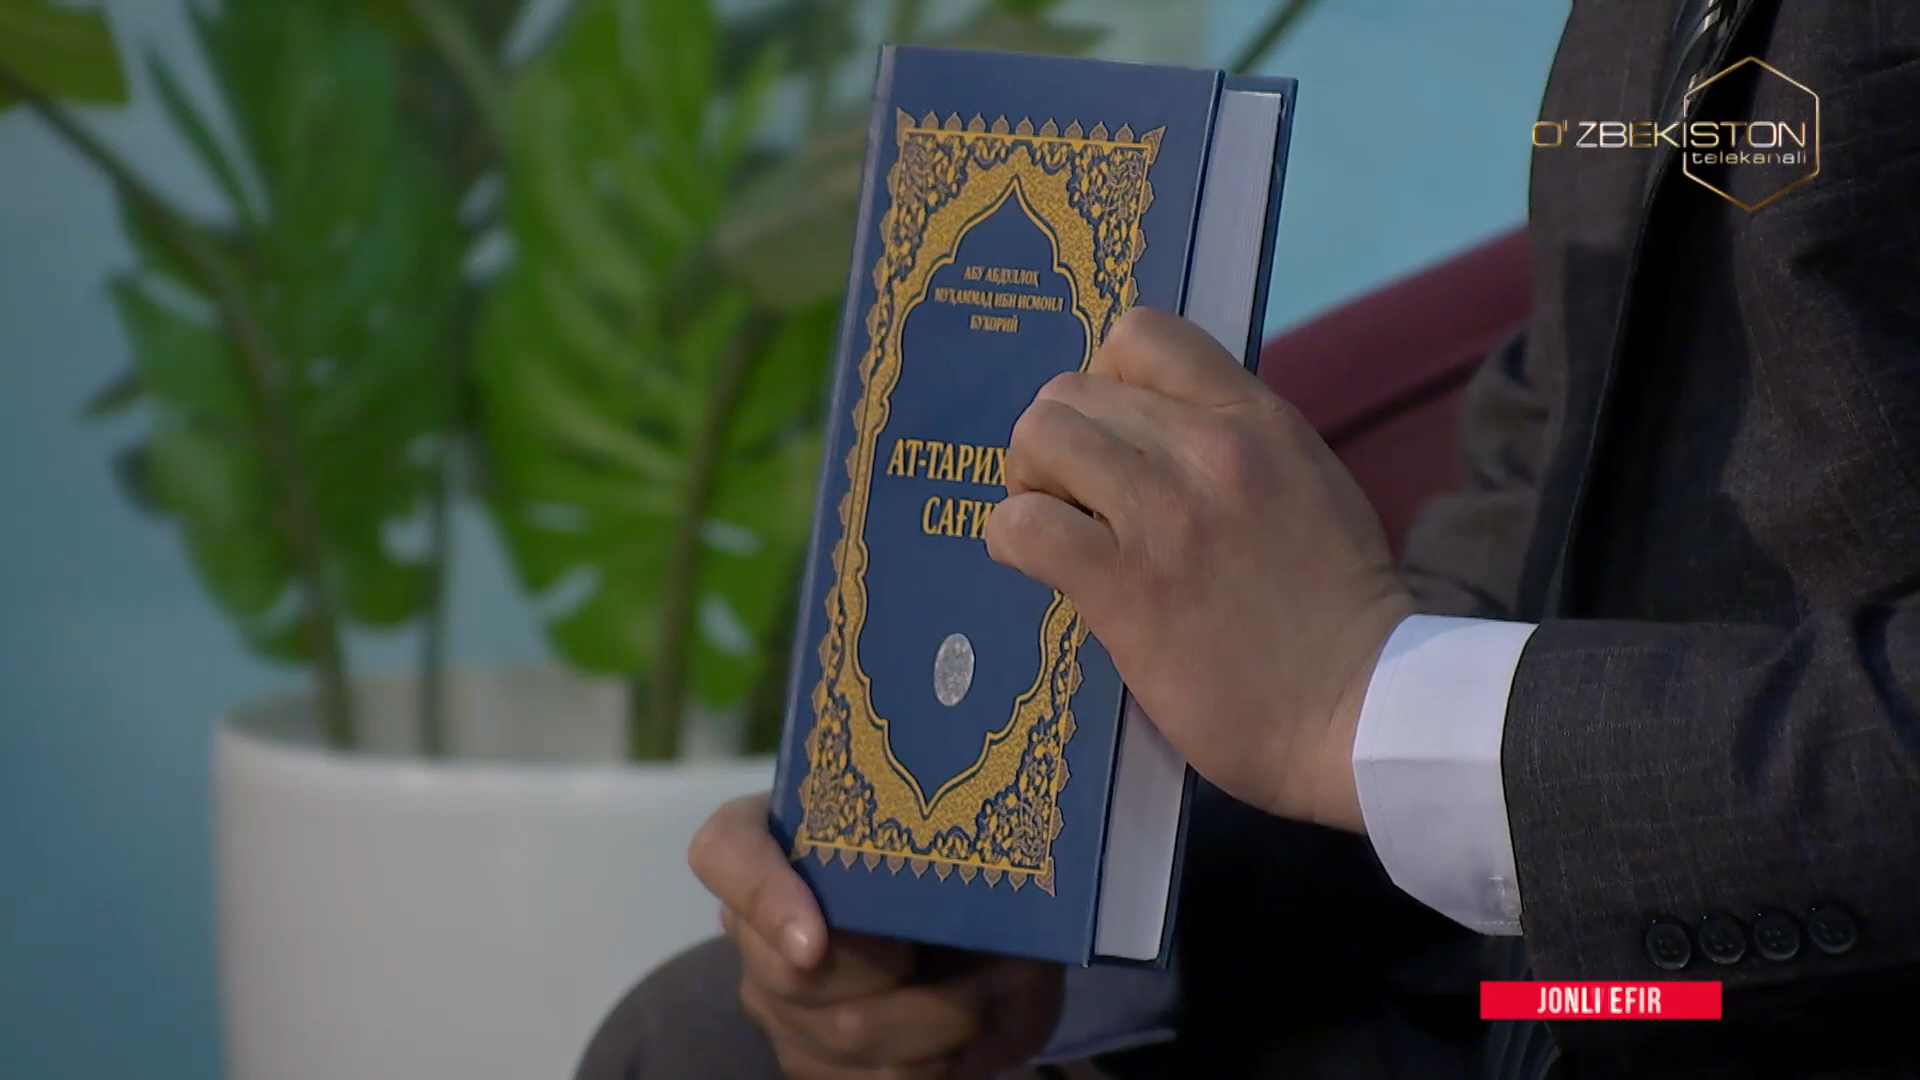 O'ZBEKISTON
telekanali
АБУ АБДУЛЛОҲ
МУҲАММАД ИБН ИСМОИЛ
БУХОРИЙ
АТ-ТАРИХ
САҒИ
JONLI EFIR